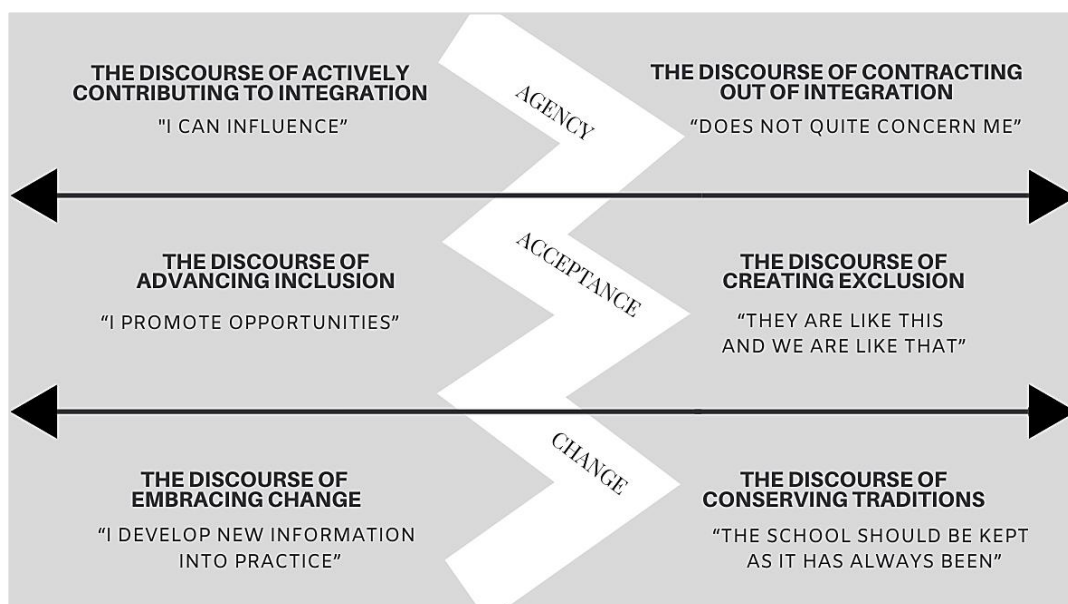 THE DISCOURSE OF ACTIVELY
CONTRIBUTING TO INTEGRATION
"I CAN INFLUENCE”
AGENCY
THE DISCOURSE OF CONTRACTING
OUT OF INTEGRATION
“DOES NOT QUITE CONCERN ME”
THE DISCOURSE OF
ADVANCING INCLUSION
“I PROMOTE OPPORTUNITIES”
ACCEPTANCE
THE DISCOURSE OF
CREATING EXCLUSION
“THEY ARE LIKE THIS
AND WE ARE LIKE THAT”
THE DISCOURSE OF
EMBRACING CHANGE
“I DEVELOP NEW INFORMATION
INTO PRACTICE”
CHANGE
THE DISCOURSE OF
CONSERVING TRADITIONS
“THE SCHOOL SHOULD BE KEPT
AS IT HAS ALWAYS BEEN”